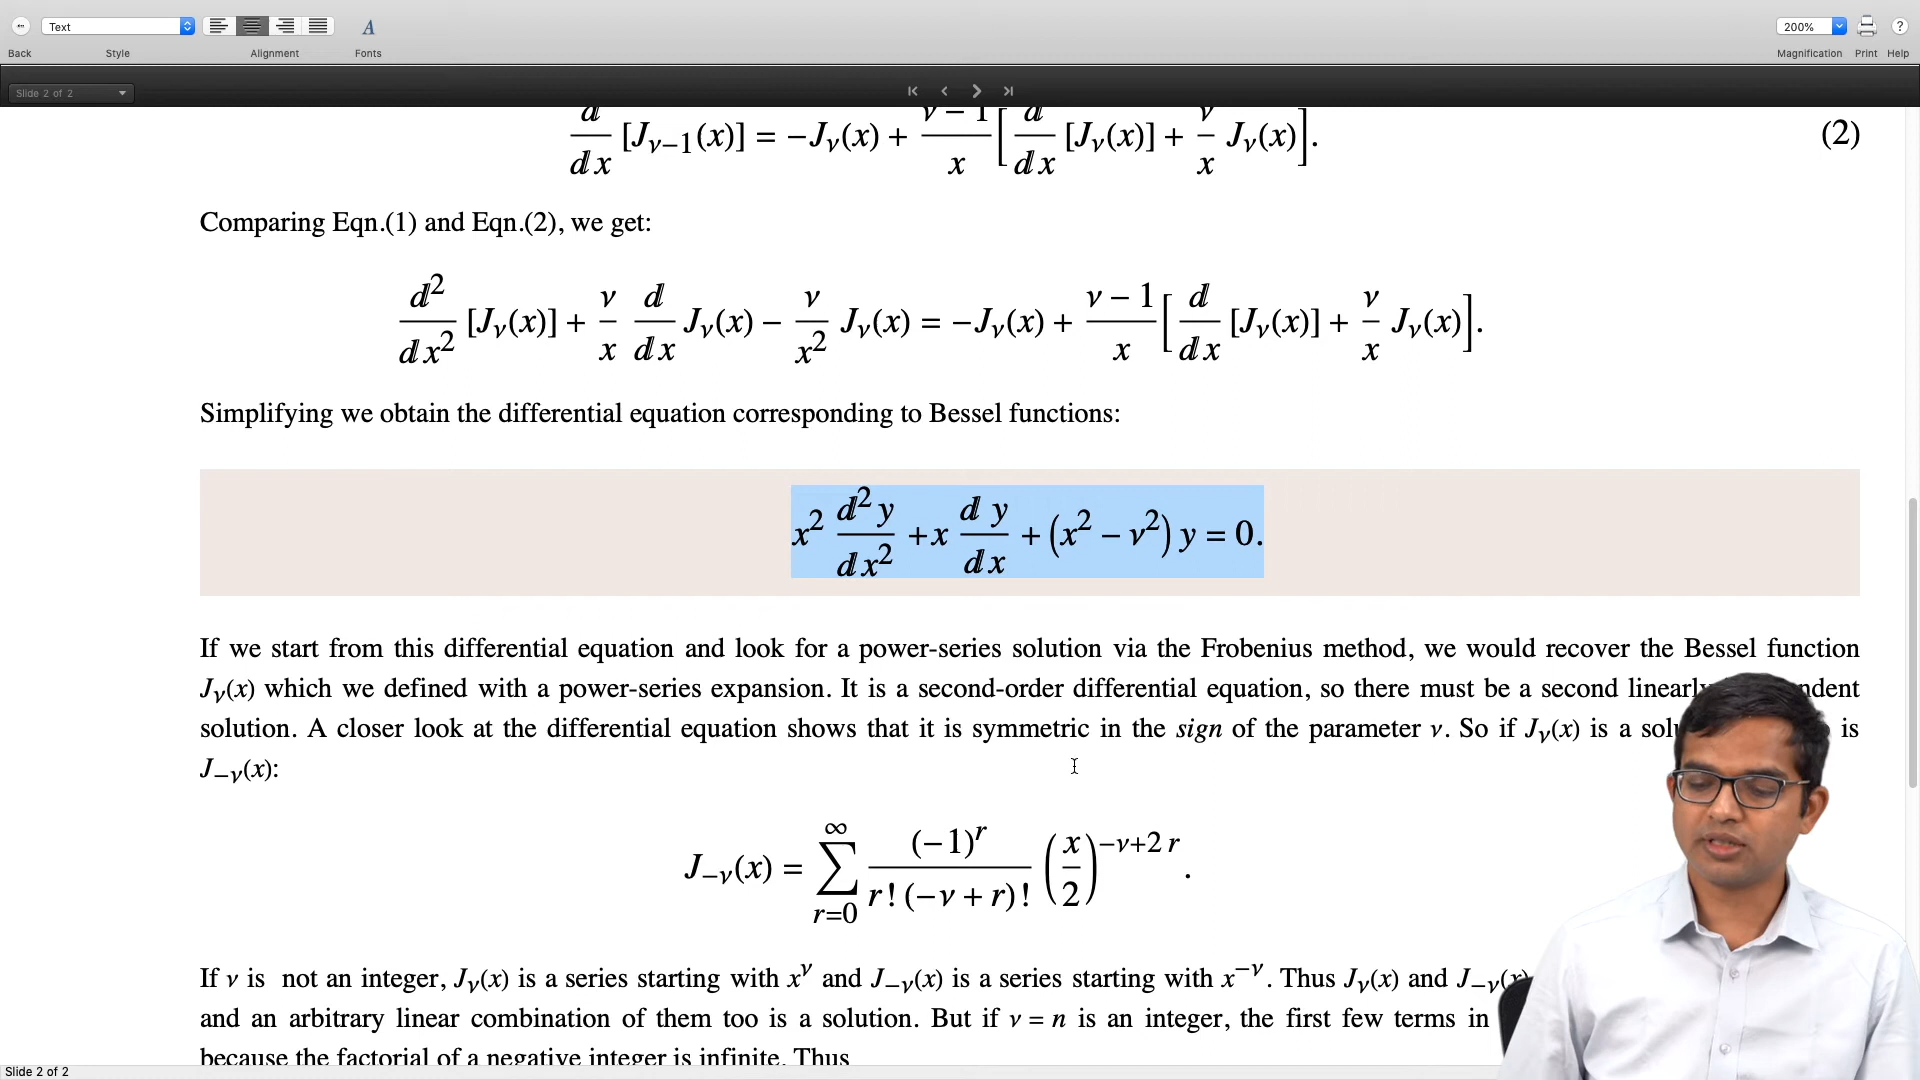 Text
200%
Back Style Alignment Fonts Magnification Print Help
Slide 2 of 2
d/dx [J_{ν−1}(x)] = −J_ν(x) + (ν − 1)/x [ d/dx [J_ν(x)] + ν/x J_ν(x) ]. (2)
Comparing Eqn.(1) and Eqn.(2), we get:
d²/dx² [J_ν(x)] + ν/x d/dx J_ν(x) − ν/x² J_ν(x) = −J_ν(x) + (ν − 1)/x [ d/dx [J_ν(x)] + ν/x J_ν(x) ].
Simplifying we obtain the differential equation corresponding to Bessel functions:
x² d²y/dx² + x dy/dx + (x² − ν²) y = 0.
If we start from this differential equation and look for a power-series solution via the Frobenius method, we would recover the Bessel function
J_ν(x) which we defined with a power-series expansion. It is a second-order differential equation, so there must be a second
solution. A closer look at the differential equation shows that it is symmetric in the sign of the parameter ν. So if J_ν(x) is a is
J_{−ν}(x):
J_{−ν}(x) = ∑_{r=0}^{∞} (−1)^r / (r! (−ν + r)!) (x/2)^{−ν+2r}.
If ν is not an integer, J_ν(x) is a series starting with x^ν and J_{−ν}(x) is a series starting with x^{−ν}. Thus J_ν(x) and J_{−ν}(x)
and an arbitrary linear combination of them too is a solution. But if ν = n is an integer, the first few terms in
because the factorial of a negative integer is infinite. Thus
Slide 2 of 2